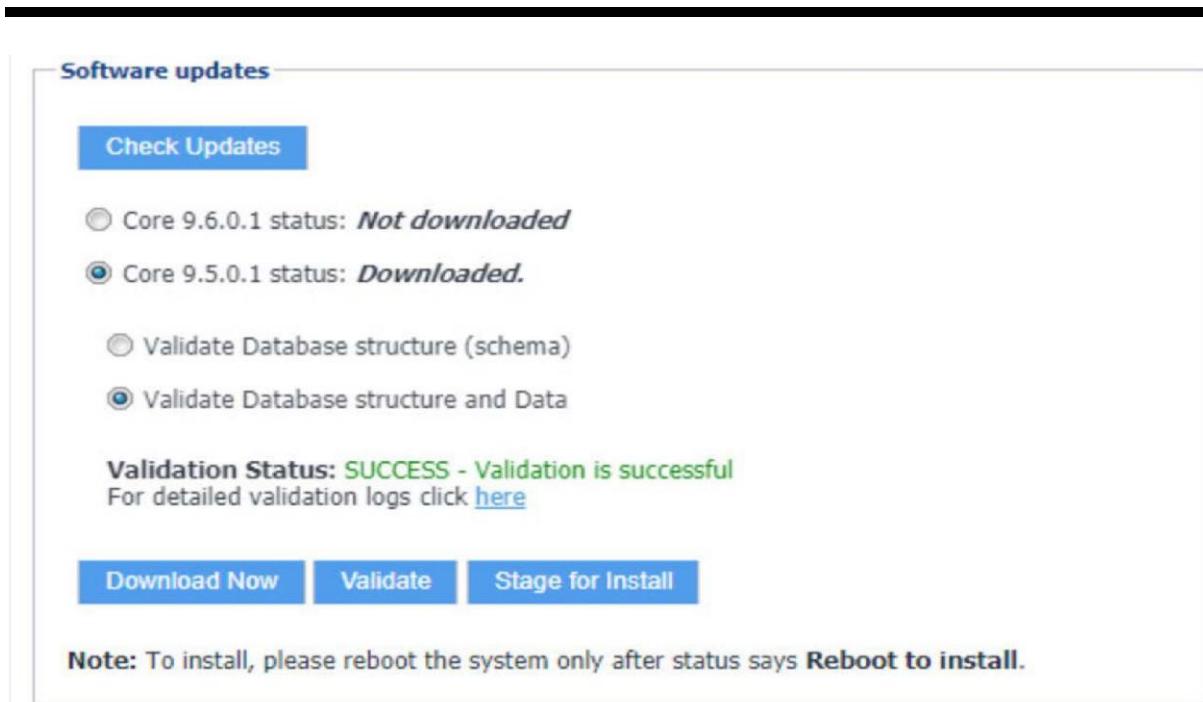 Software updates
Check Updates
Core 9.6.0.1 status: Not downloaded
Core 9.5.0.1 status: Downloaded.
Validate Database structure (schema)
Validate Database structure and Data
Validation Status: SUCCESS - Validation is successful
For detailed validation logs click here
Download Now Validate Stage for Install
Note: To install, please reboot the system only after status says Reboot to install.